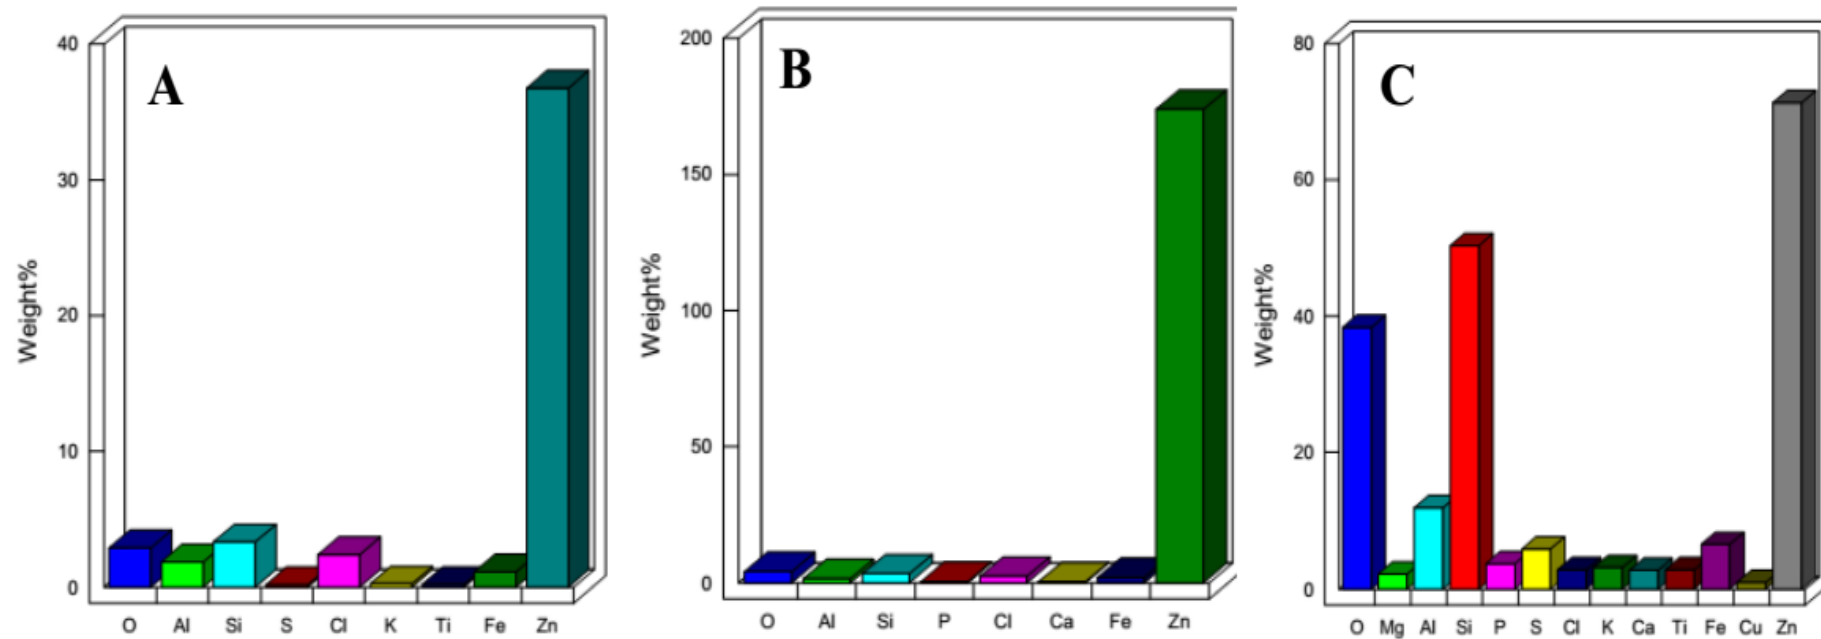 A
40
30
20
10
0
Weight%
O Al Si S Cl K Ti Fe Zn
B
200
150
100
50
0
Weight%
O Al Si P Cl Ca Fe Zn
C
80
60
40
20
0
Weight%
O Mg Al Si P S Cl K Ca Ti Fe Cu Zn